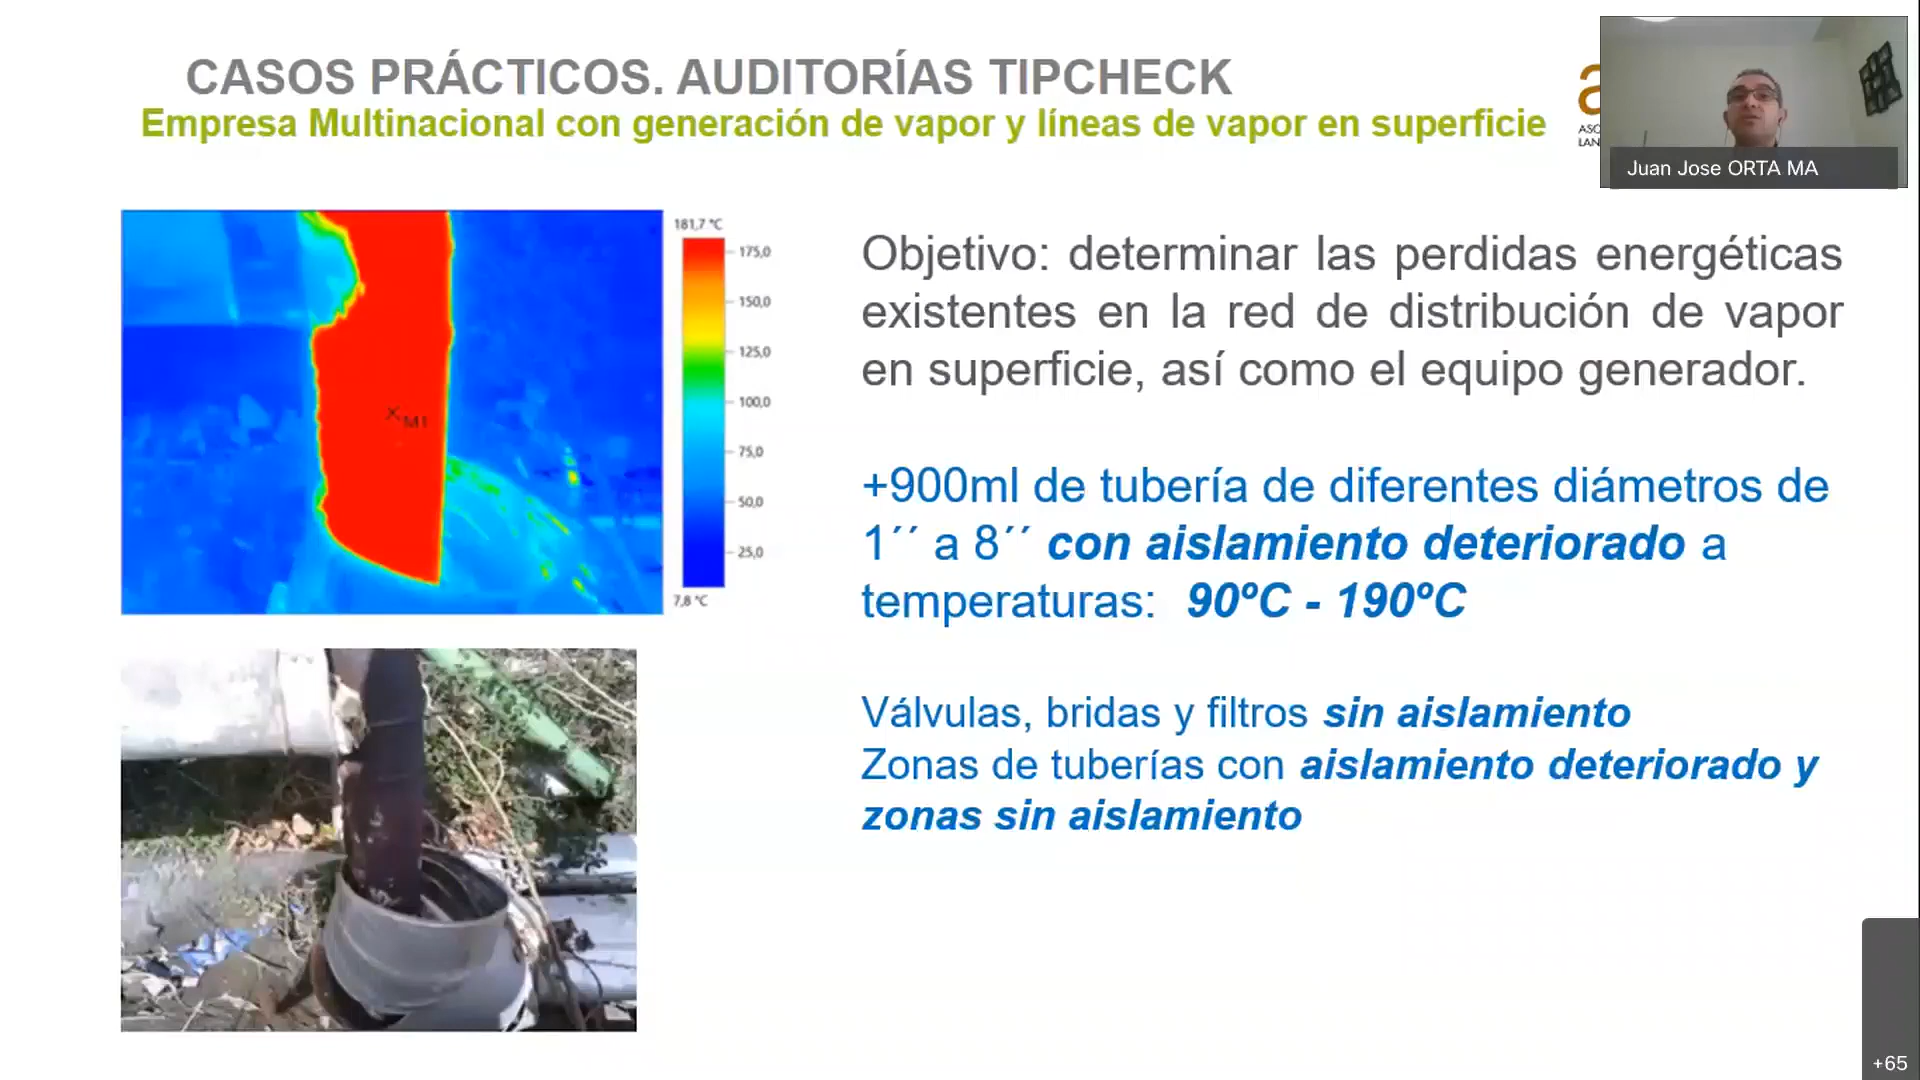 CASOS PRÁCTICOS. AUDITORÍAS TIPCHECK
Empresa Multinacional con generación de vapor y líneas de vapor en superficie
Juan Jose ORTA MA
181,7 °C
175,0
150,0
125,0
100,0
75,0
50,0
25,0
7,8 °C
M1
Objetivo: determinar las perdidas energéticas
existentes en la red de distribución de vapor
en superficie, así como el equipo generador.
+900ml de tubería de diferentes diámetros de
1´´ a 8´´ con aislamiento deteriorado a
temperaturas: 90ºC - 190ºC
Válvulas, bridas y filtros sin aislamiento
Zonas de tuberías con aislamiento deteriorado y
zonas sin aislamiento
+65